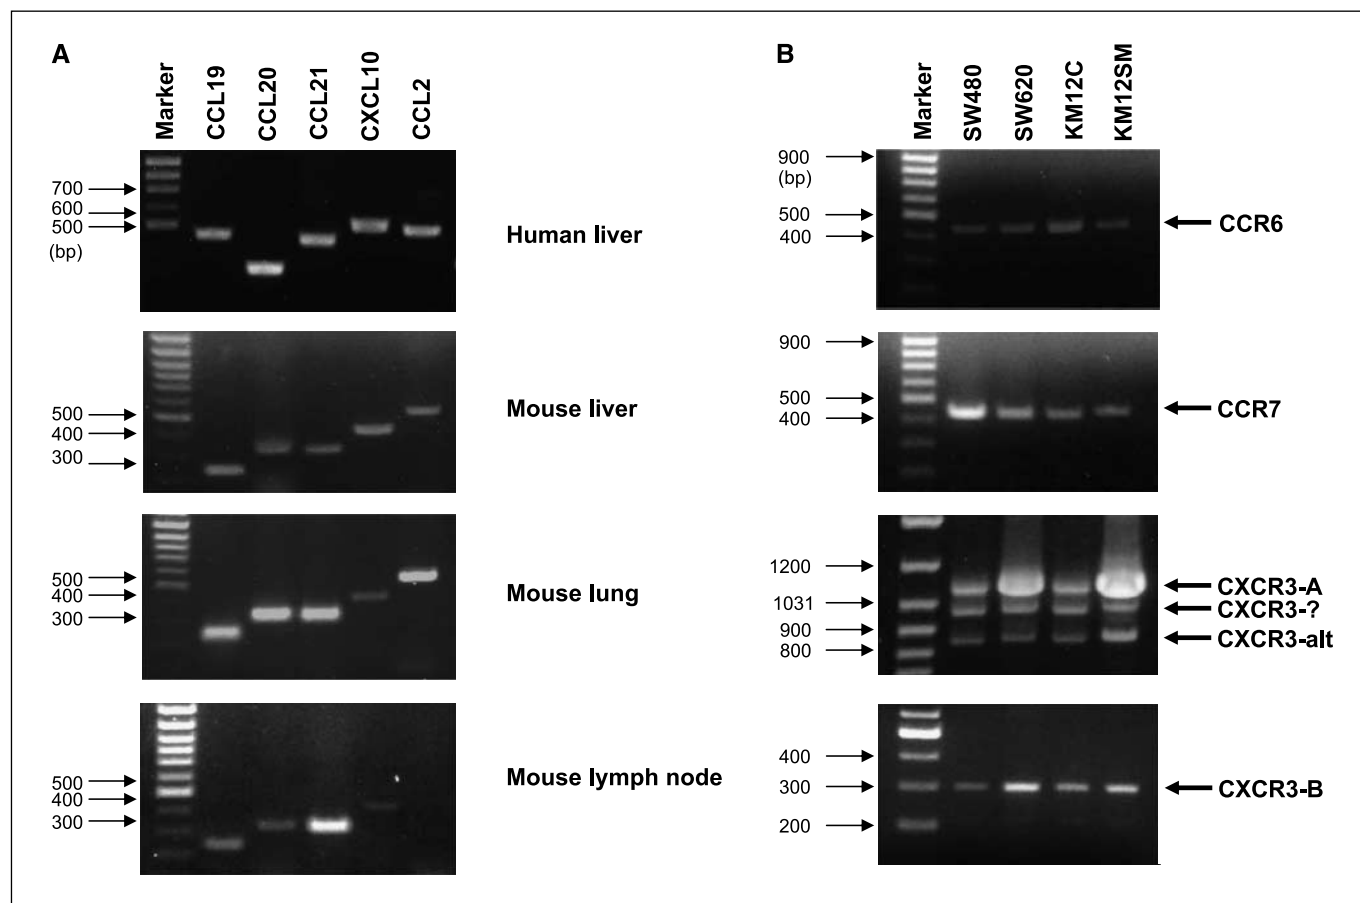 A
Marker
CCL19
CCL20
CCL21
CXCL10
CCL2
700
600
500
(bp)
Human liver
500
400
300
Mouse liver
500
400
300
Mouse lung
500
400
300
Mouse lymph node
B
Marker
SW480
SW620
KM12C
KM12SM
900
(bp)
500
400
CCR6
900
500
400
CCR7
1200
1031
900
800
CXCR3-A
CXCR3-?
CXCR3-alt
400
300
200
CXCR3-B